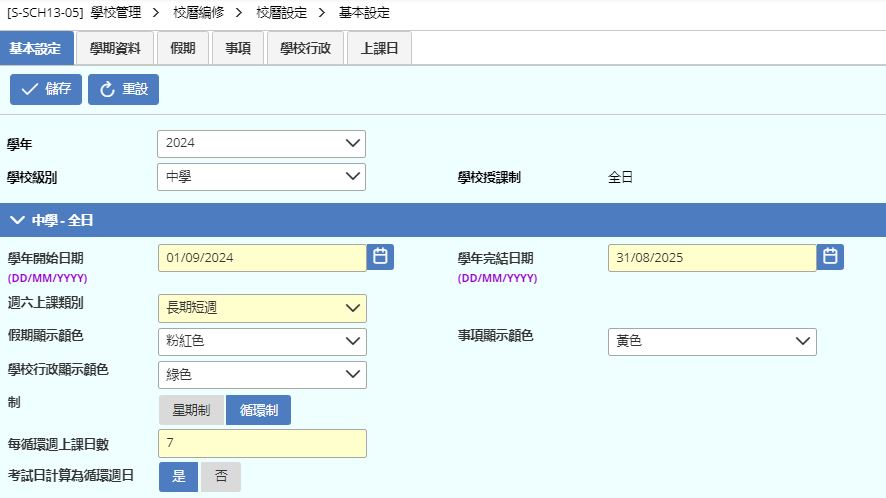 [S-SCH13-05] 學校管理 > 校曆編修 > 校曆設定 > 基本設定
基本設定 學期資料 假期 事項 學校行政 上課日
儲存 重設
學年 2024
學校級別 中學 學校授課制 全日
中學 - 全日
學年開始日期 01/09/2024 學年完結日期 31/08/2025
(DD/MM/YYYY) (DD/MM/YYYY)
週六上課類別 長期短週
假期顯示顏色 粉紅色 事項顯示顏色 黃色
學校行政顯示顏色 綠色
制 星期制 循環制
每循環週上課日數 7
考試日計算為循環週日 是 否